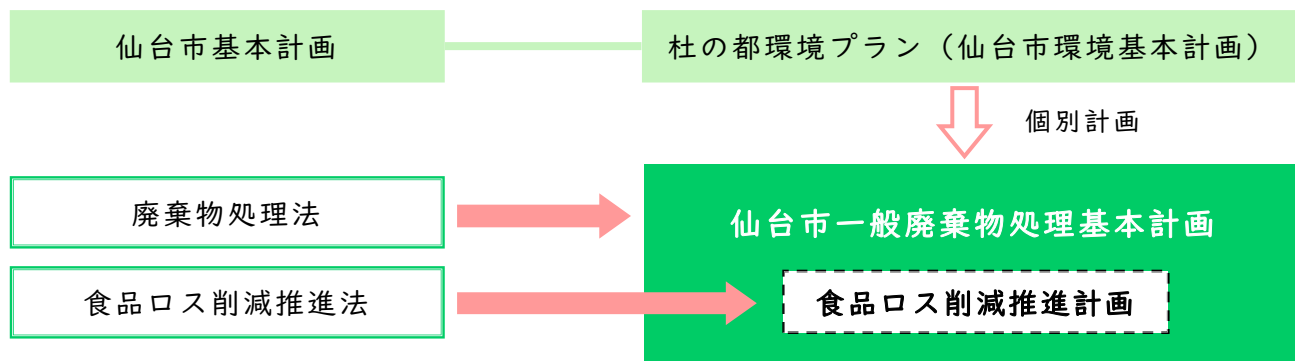 仙台市基本計画
杜の都環境プラン（仙台市環境基本計画）
個別計画
廃棄物処理法
仙台市一般廃棄物処理基本計画
食品ロス削減推進法
食品ロス削減推進計画